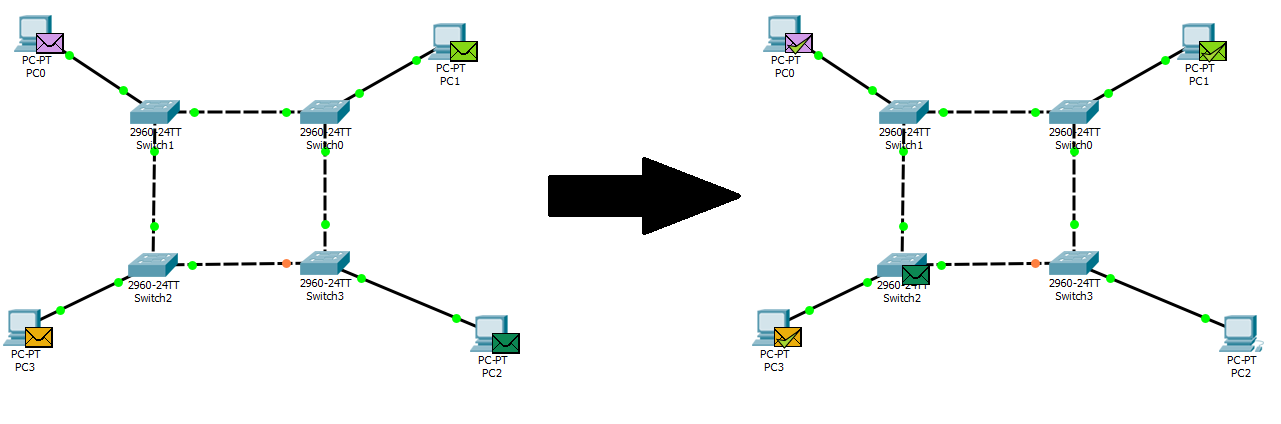 PC-PT
PC0
PC-PT
PC1
2960-24TT
Switch1
2960-24TT
Switch0
2960-24TT
Switch2
2960-24TT
Switch3
PC-PT
PC3
PC-PT
PC2
PC-PT
PC0
PC-PT
PC1
2960-24TT
Switch1
2960-24TT
Switch0
2960-24TT
Switch2
2960-24TT
Switch3
PC-PT
PC3
PC-PT
PC2